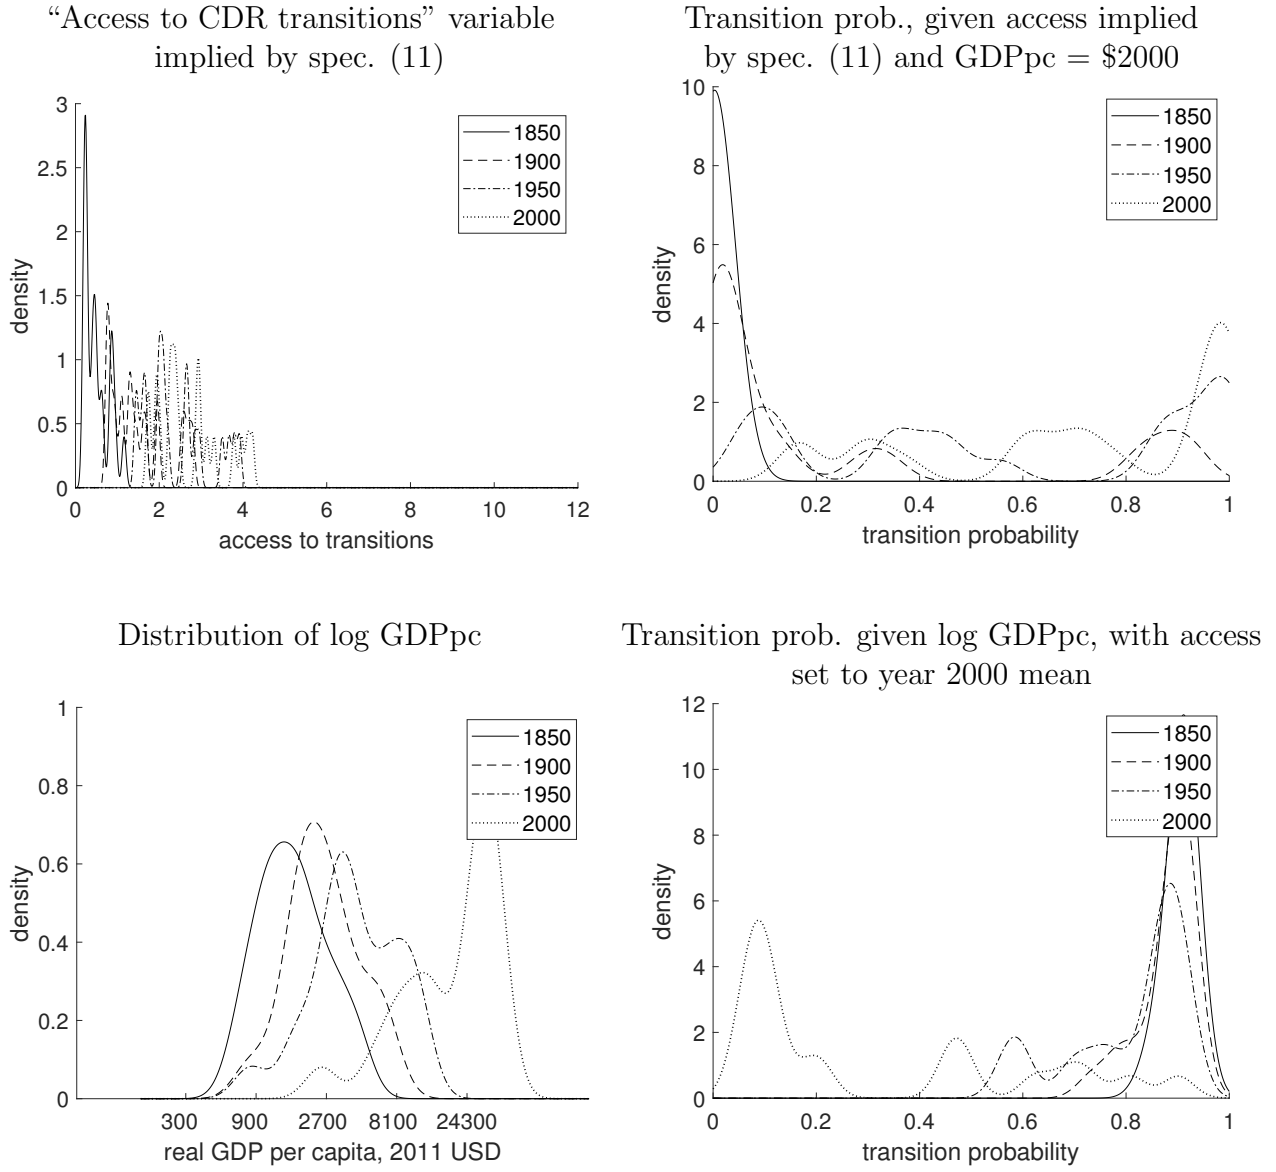 “Access to CDR transitions” variable
implied by spec. (11)
3
2.5
2
1.5
1
0.5
0
density
1850
1900
1950
2000
0 2 4 6 8 10 12
access to transitions
Transition prob., given access implied
by spec. (11) and GDPpc = $2000
10
8
6
4
2
0
density
1850
1900
1950
2000
0 0.2 0.4 0.6 0.8 1
transition probability
Distribution of log GDPpc
1
0.8
0.6
0.4
0.2
0
density
1850
1900
1950
2000
300 900 2700 8100 24300
real GDP per capita, 2011 USD
Transition prob. given log GDPpc, with access
set to year 2000 mean
12
10
8
6
4
2
0
density
1850
1900
1950
2000
0 0.2 0.4 0.6 0.8 1
transition probability